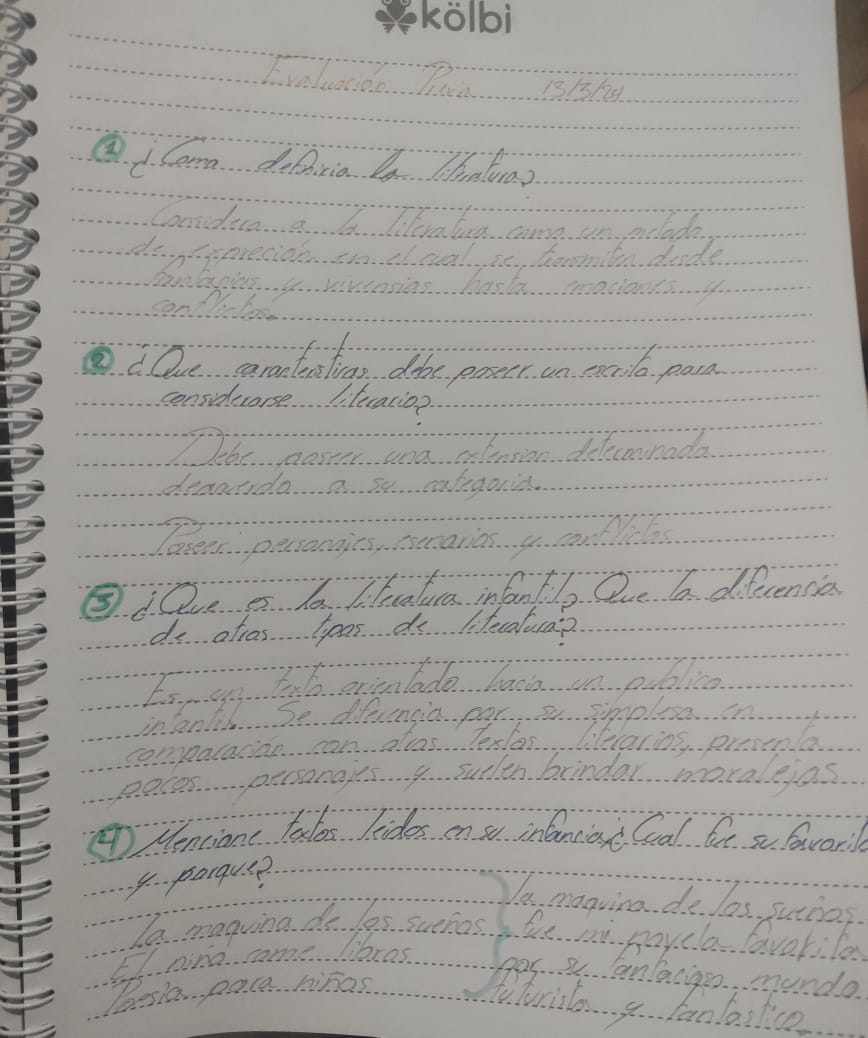 kölbi
Evaluación Previa 13/3/24
① ¿Como definiria la literatura?
Considera a la literatura como un metodo
de expreción en el cual se transmiten desde
fantacias y vivensias hasta emociones y
conflictos.
② ¿Que caracteristicas debe poseer un escrito para
considerarse literario?
Debe poseer una extension determinada
deacuerdo a su categoria.
Poseer personajes, escenarios y conflictos
③ ¿Que es la literatura infantil? Que la diferencia
de otras tipos de literatura?
Es un texto orientado hacia un publico
infantil. Se diferencia por su simplesa en
comparación con otros textos literarios, presenta
pocos personajes y suelen brindar moralejas
④ Mencione textos leidos en su infancia ¿Cual fue su favorito
y porque?
La maquina de los sueños
El niño come libros
Poesia para niños
La maquina de los sueños
fue mi novela favorita
por su fantacioso mundo
futurista y fantastico